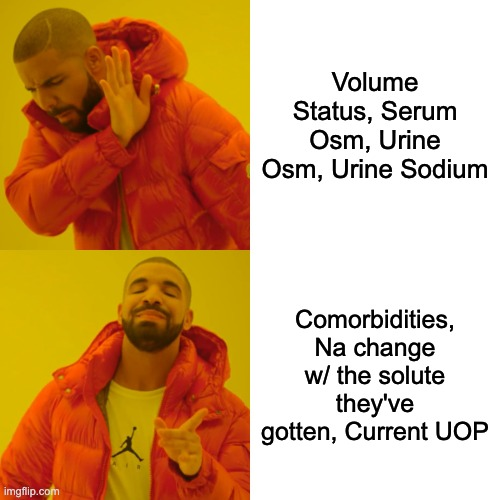 Volume
Status, Serum
Osm, Urine
Osm, Urine Sodium
Comorbidities,
Na change
w/ the solute
they've
gotten, Current UOP
AIR
imgflip.com